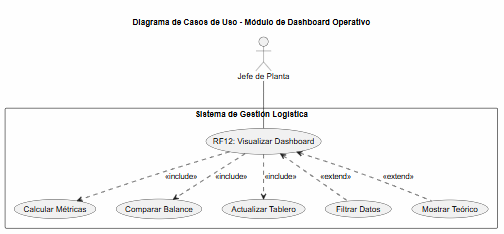 Diagrama de Casos de Uso - Módulo de Dashboard Operativo
Jefe de Planta
Sistema de Gestión Logística
RF12: Visualizar Dashboard
«include» «include» «include» «extend» «extend»
Calcular Métricas Comparar Balance Actualizar Tablero Filtrar Datos Mostrar Teórico